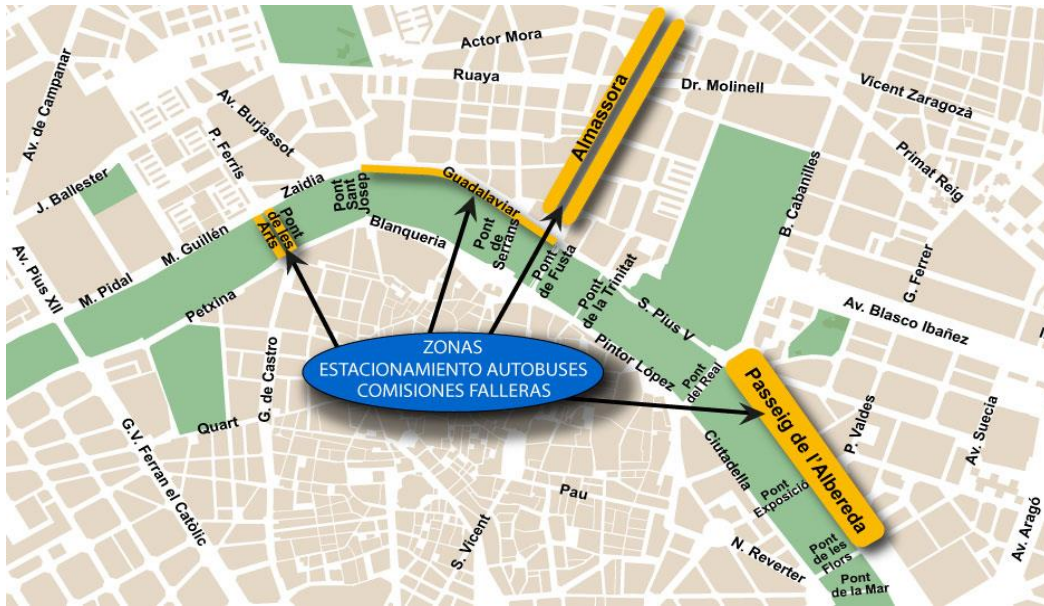 Actor Mora
Ruaya
Almassora
Dr. Molinell
Vicent Zaragozà
Primat Reig
Av. de Campanar
Av. Burjassot
P. Ferris
J. Ballester
Zaidia
Pont
Sant
Josep
Guadalaviar
B. Cabanilles
M. Guillén
Pont
de les
Arts
Blanqueria
Pont
de
Serrans
Pont
de Fusta
Pont
de la Trinitat
G. Ferrer
Av. Pius XII
M. Pidal
Petxina
S. Pius V
Av. Blasco Ibañez
ZONAS
ESTACIONAMIENTO AUTOBUSES
COMISIONES FALLERAS
Pintor López
Pont
del Real
G. de Castro
Quart
G.V. Ferran el Catòlic
Passeig de l'Albereda
P. Valdes
Av. Suecia
Ciutadella
Pont
Exposició
Pau
S. Vicent
N. Reverter
Pont
de les
Flors
Pont
de la Mar
Av. Aragó